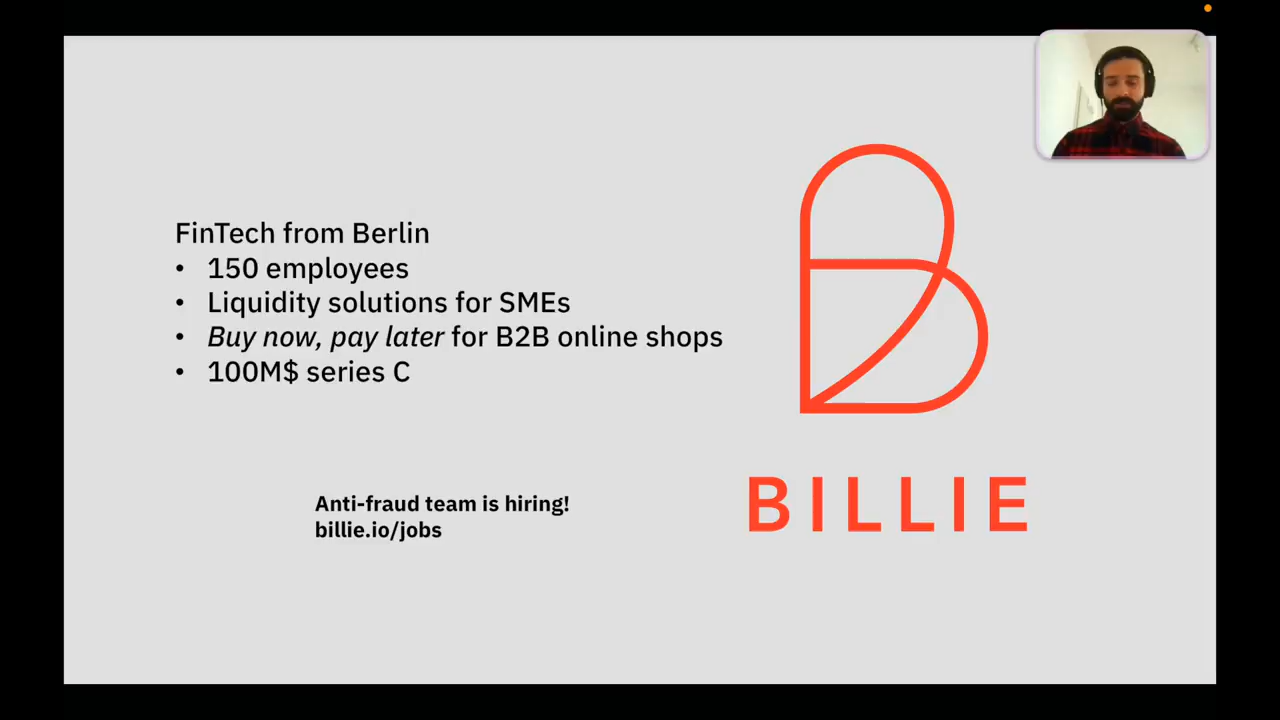 FinTech from Berlin
• 150 employees
• Liquidity solutions for SMEs
• Buy now, pay later for B2B online shops
• 100M$ series C
Anti-fraud team is hiring!
billie.io/jobs
BILLIE